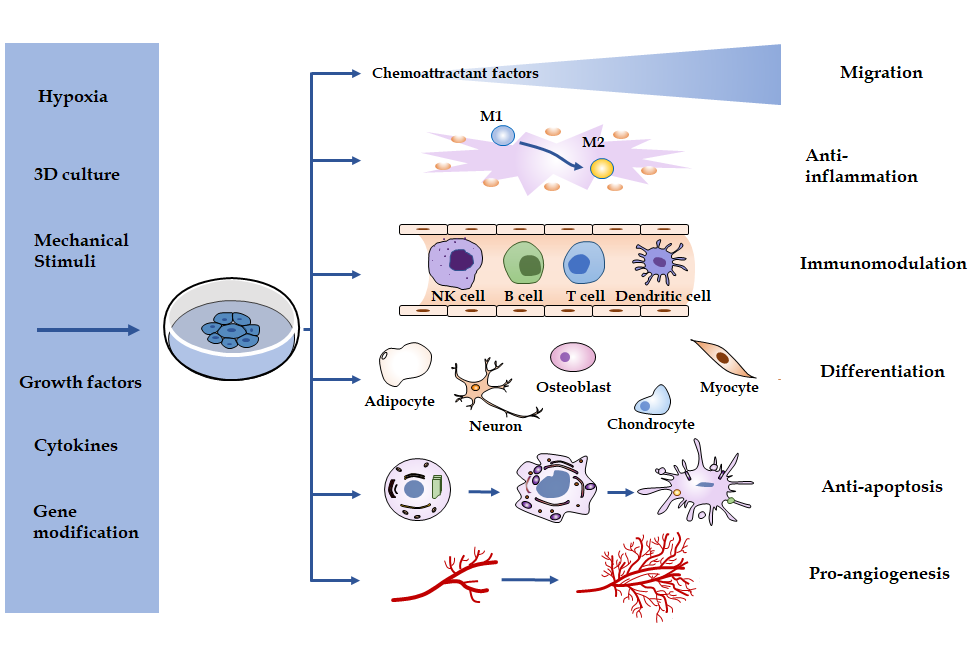 Hypoxia
3D culture
Mechanical
Stimuli
Growth factors
Cytokines
Gene
modification
Chemoattractant factors
Migration
M1
M2
Anti-
inflammation
NK cell
B cell
T cell
Dendritic cell
Immunomodulation
Adipocyte
Neuron
Osteoblast
Chondrocyte
Myocyte
Differentiation
Anti-apoptosis
Pro-angiogenesis